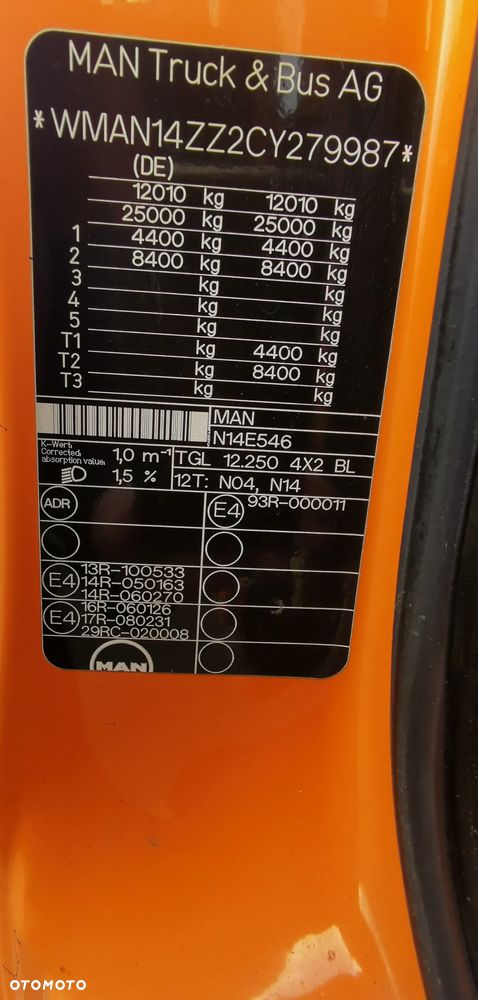 MAN Truck & Bus AG
*WMAN14ZZ2CY279987*
(DE)
12010 kg 12010 kg
25000 kg 25000 kg
1 4400 kg 4400 kg
2 8400 kg 8400 kg
3 kg kg
4 kg kg
5 kg kg
T1 kg 4400 kg
T2 kg 8400 kg
T3 kg kg
MAN
N14E546
K-Wert:
Corrected absorption value: 1,0 m⁻¹
1,5 %
TGL 12.250 4X2 BL
12T: N04, N14
ADR
E4 93R-000011
E4 13R-100533
14R-050163
14R-060270
E4 16R-060126
17R-080231
29RC-020008
MAN
OTOMOTO